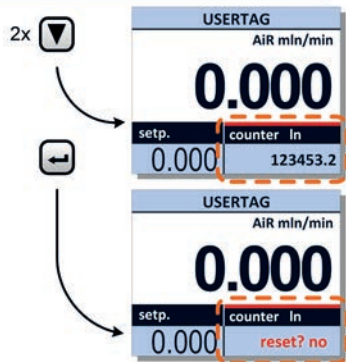 2x
USERTAG
AiR mln/min
0.000
setp. counter ln
0.000 123453.2
USERTAG
AiR mln/min
0.000
setp. counter ln
0.000 reset? no